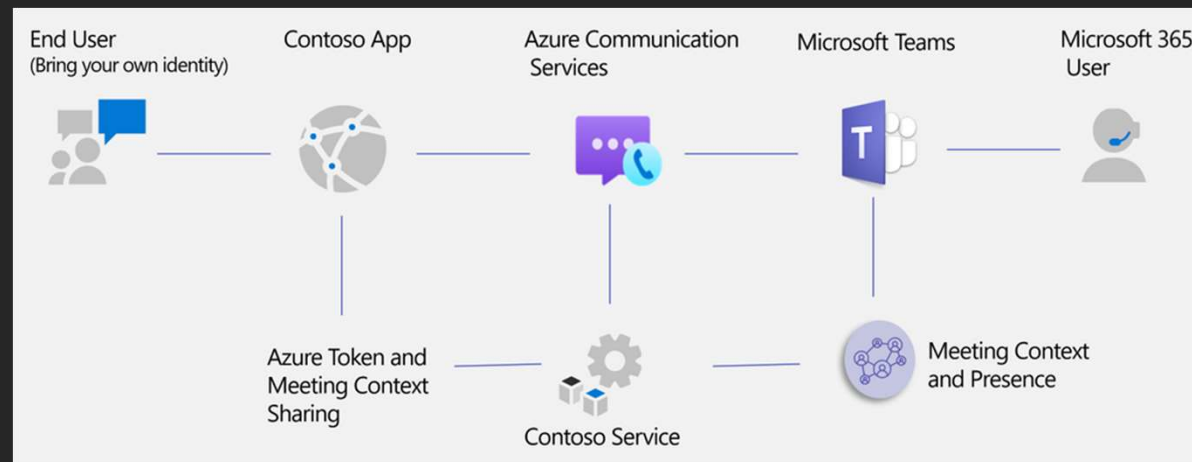 End User
(Bring your own identity)
Contoso App
Azure Communication
Services
Microsoft Teams
Microsoft 365
User
T
Azure Token and
Meeting Context
Sharing
Contoso Service
Meeting Context
and Presence